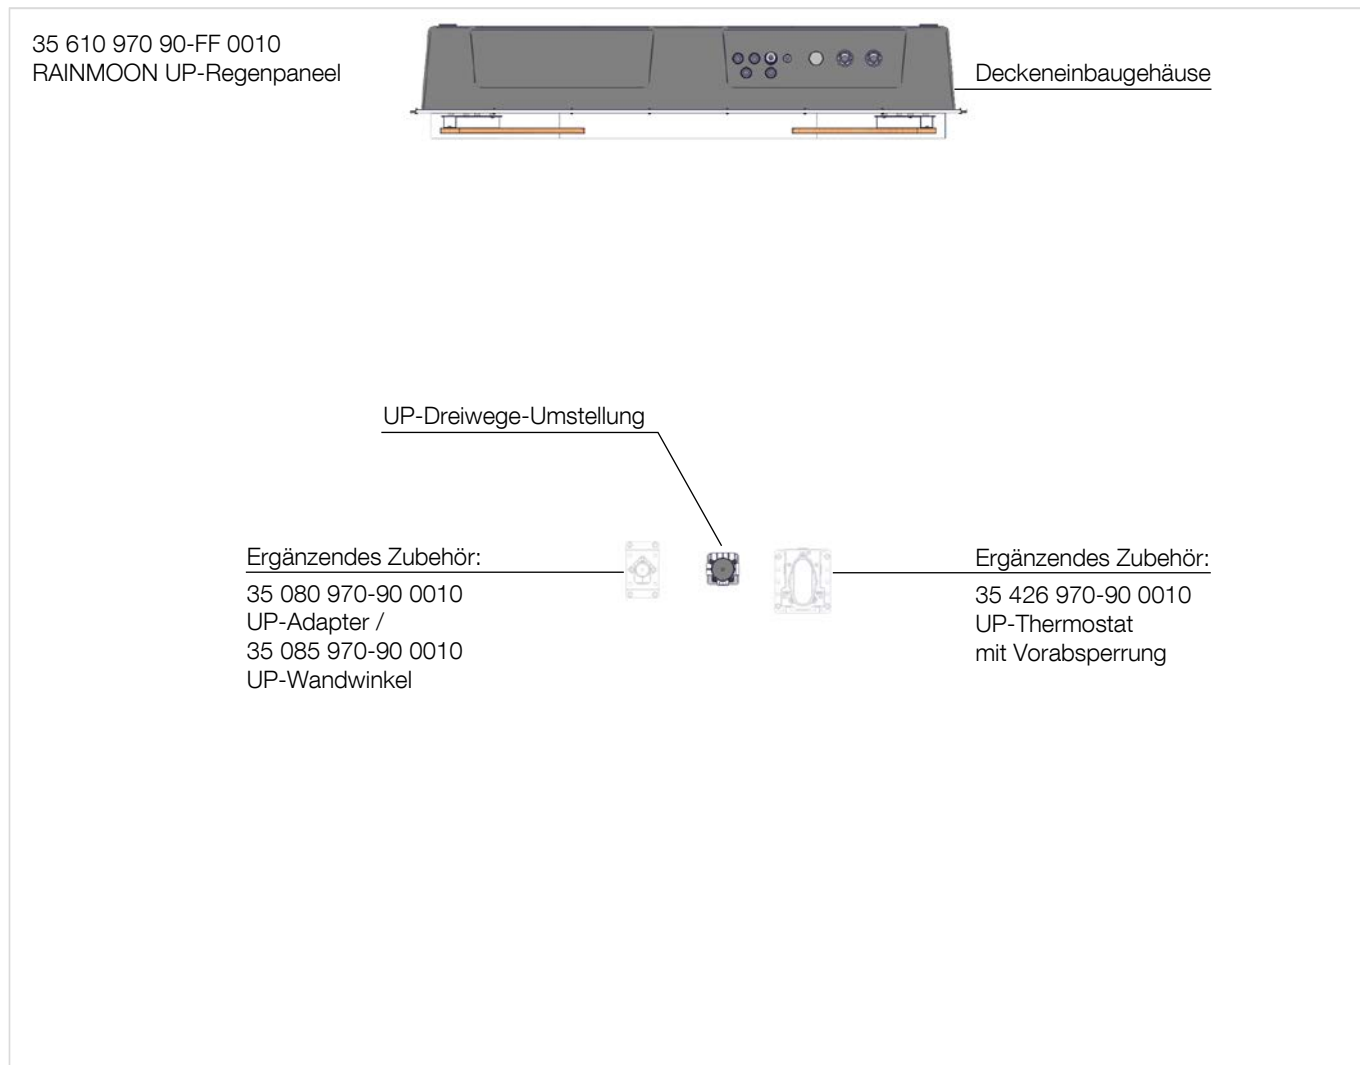 35 610 970 90-FF 0010
RAINMOON UP-Regenpaneel
Deckeneinbaugehäuse
UP-Dreiwege-Umstellung
Ergänzendes Zubehör:
35 080 970-90 0010
UP-Adapter /
35 085 970-90 0010
UP-Wandwinkel
Ergänzendes Zubehör:
35 426 970-90 0010
UP-Thermostat
mit Vorabsperrung